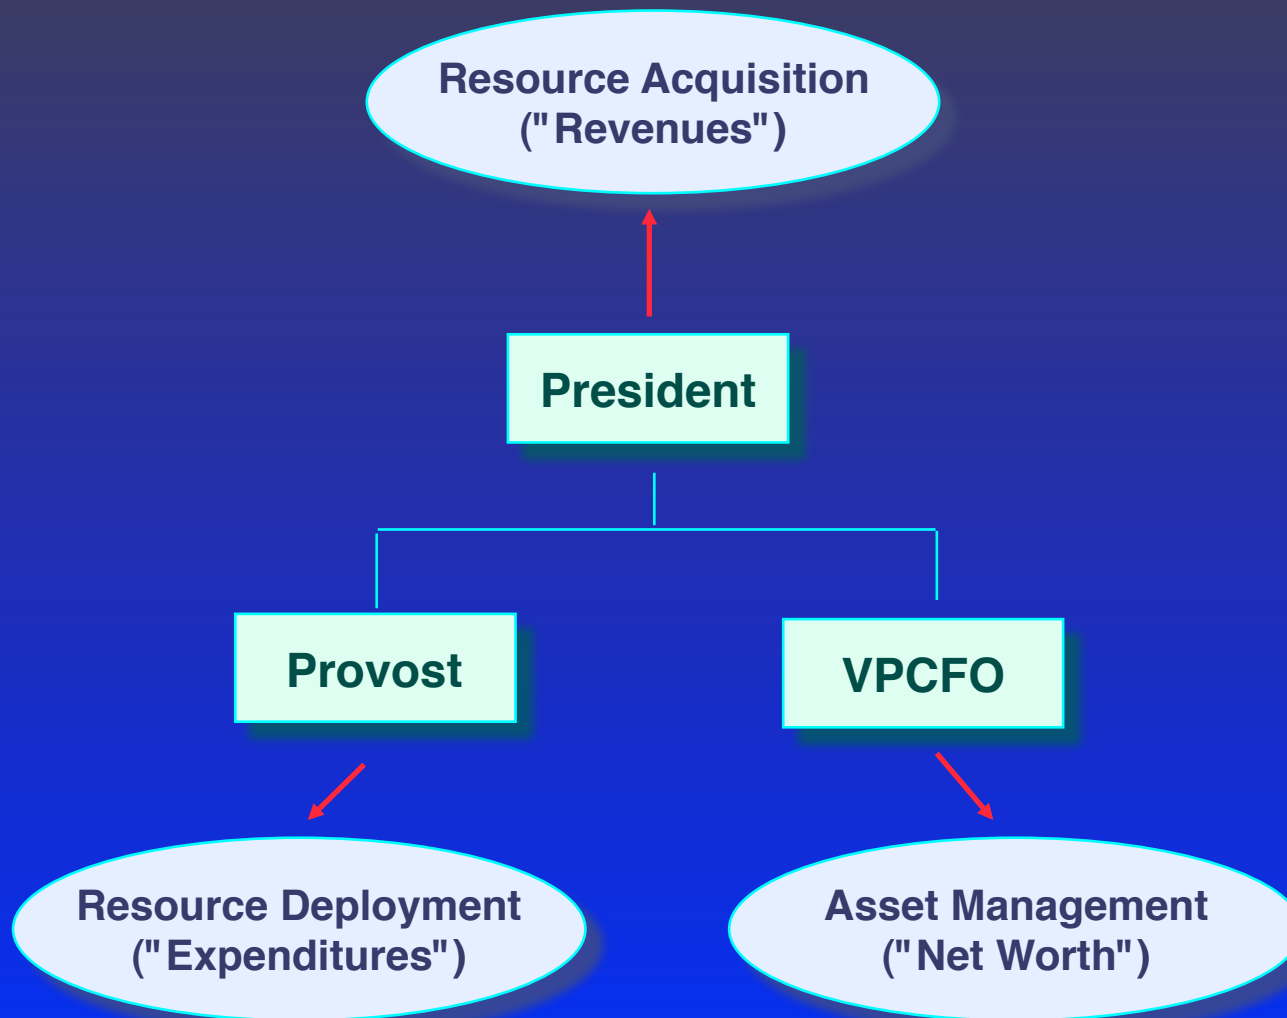 Resource Acquisition
("Revenues")
President
Provost
VPCFO
Resource Deployment
("Expenditures")
Asset Management
("Net Worth")